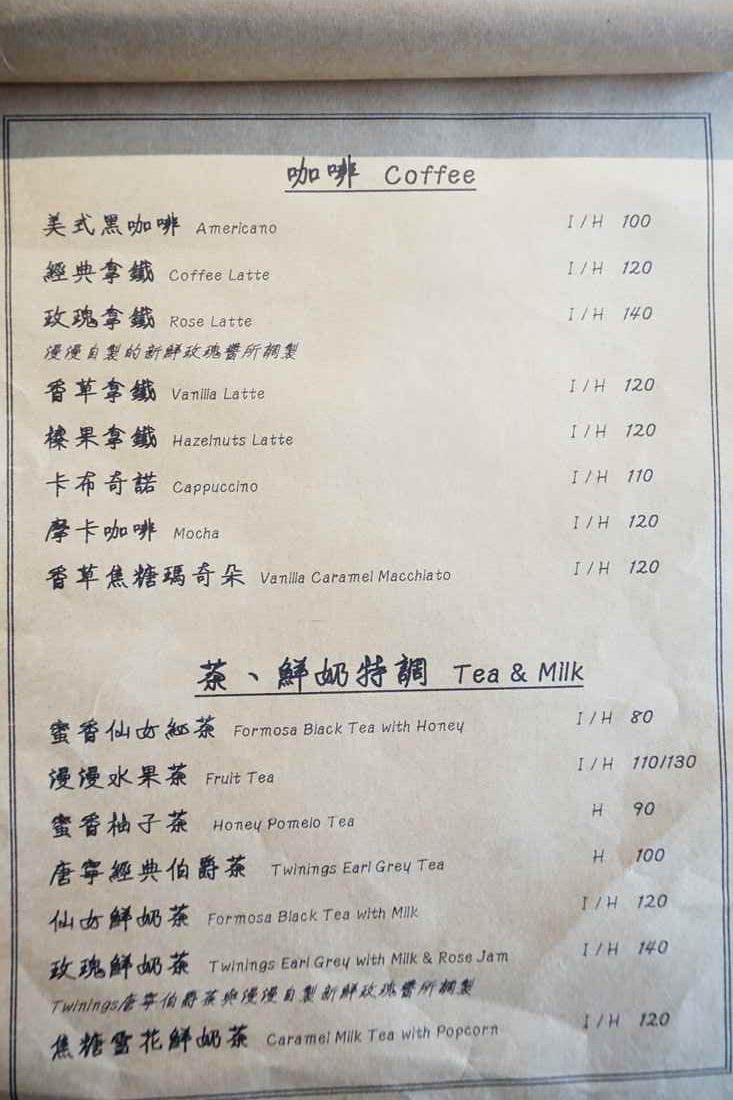 咖啡 Coffee
美式黑咖啡 Americano I/H 100
經典拿鐵 Coffee Latte I/H 120
玫瑰拿鐵 Rose Latte I/H 140
漫漫自製的新鮮玫瑰醬所調製
香草拿鐵 Vanilla Latte I/H 120
榛果拿鐵 Hazelnuts Latte I/H 120
卡布奇諾 Cappuccino I/H 110
摩卡咖啡 Mocha I/H 120
香草焦糖瑪奇朵 Vanilla Caramel Macchiato I/H 120
茶、鮮奶特調 Tea & Milk
蜜香仙女紅茶 Formosa Black Tea with Honey I/H 80
漫漫水果茶 Fruit Tea I/H 110/130
蜜香柚子茶 Honey Pomelo Tea H 90
唐寧經典伯爵茶 Twinings Earl Grey Tea H 100
仙女鮮奶茶 Formosa Black Tea with Milk I/H 120
玫瑰鮮奶茶 Twinings Earl Grey with Milk & Rose Jam I/H 140
Twinings唐寧伯爵茶與漫漫自製新鮮玫瑰醬所調製
焦糖雪花鮮奶茶 Caramel Milk Tea with Popcorn I/H 120